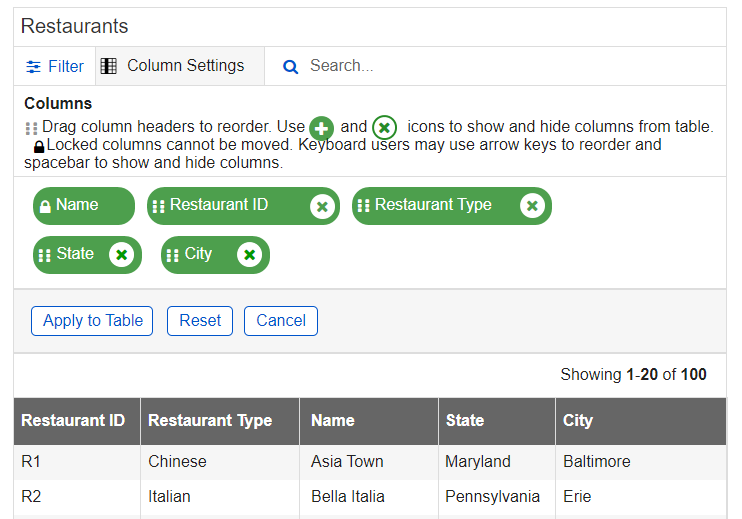 Restaurants
Filter Column Settings Search...
Columns
Drag column headers to reorder. Use and icons to show and hide columns from table.
Locked columns cannot be moved. Keyboard users may use arrow keys to reorder and
spacebar to show and hide columns.
Name Restaurant ID Restaurant Type
State City
Apply to Table Reset Cancel
Showing 1-20 of 100
Restaurant ID Restaurant Type Name State City
R1 Chinese Asia Town Maryland Baltimore
R2 Italian Bella Italia Pennsylvania Erie